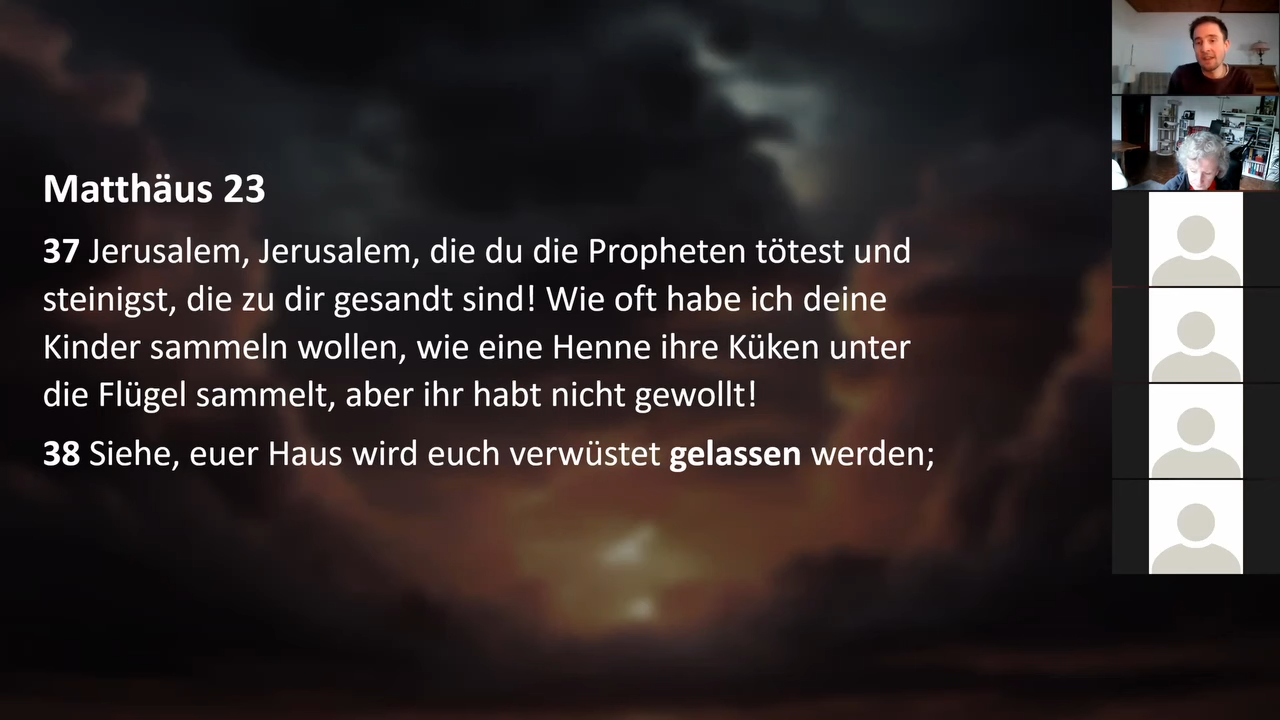 Matthäus 23
37 Jerusalem, Jerusalem, die du die Propheten tötest und
steinigst, die zu dir gesandt sind! Wie oft habe ich deine
Kinder sammeln wollen, wie eine Henne ihre Küken unter
die Flügel sammelt, aber ihr habt nicht gewollt!
38 Siehe, euer Haus wird euch verwüstet gelassen werden;